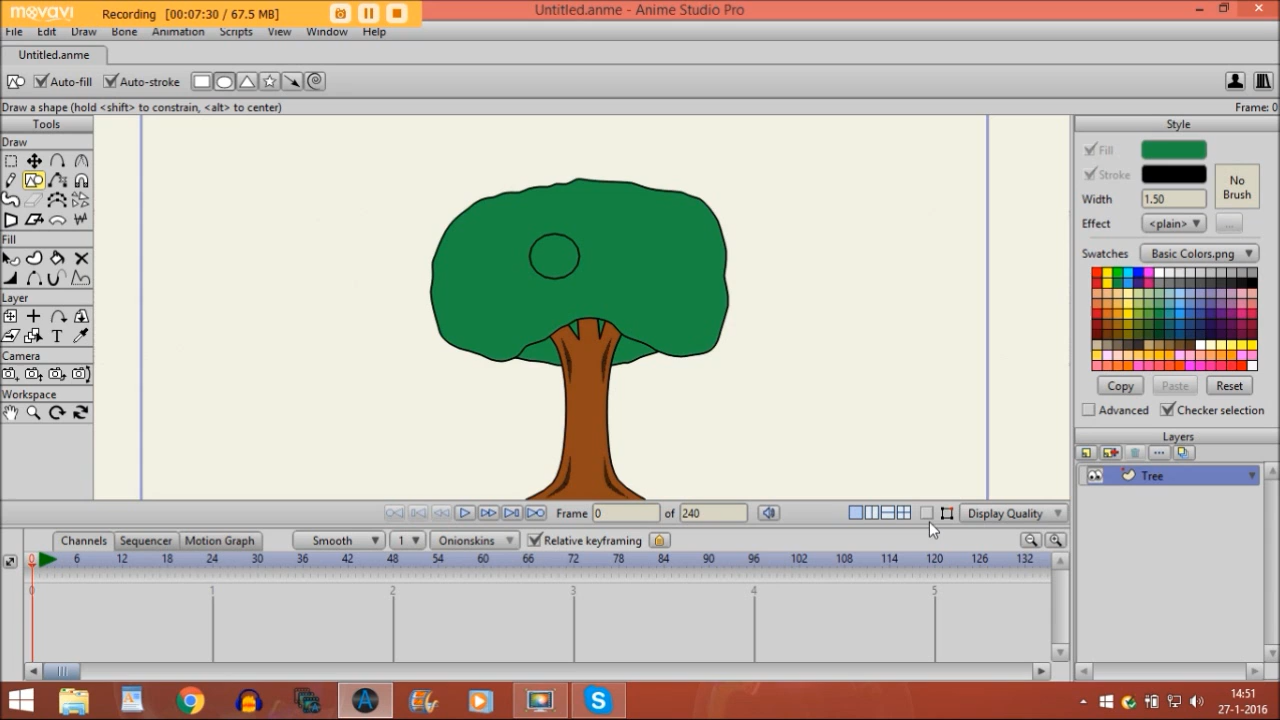 movavi Recording [00:07:30 / 67.5 MB] Untitled.anme - Anime Studio Pro
File Edit Draw Bone Animation Scripts View Window Help
Untitled.anme
Auto-fill Auto-stroke
Draw a shape (hold <shift> to constrain, <alt> to center) Frame: 0
Tools
Draw
Fill
Layer
T
Camera
Workspace
Style
Fill
Stroke
No Brush
Width 1.50
Effect <plain> ...
Swatches Basic Colors.png
Copy Paste Reset
Advanced Checker selection
Layers
Tree
Frame 0 of 240 Display Quality
Channels Sequencer Motion Graph Smooth 1 Onionskins Relative keyframing
0 6 12 18 24 30 36 42 48 54 60 66 72 78 84 90 96 102 108 114 120 126 132
0 1 2 3 4 5
14:51
27-1-2016